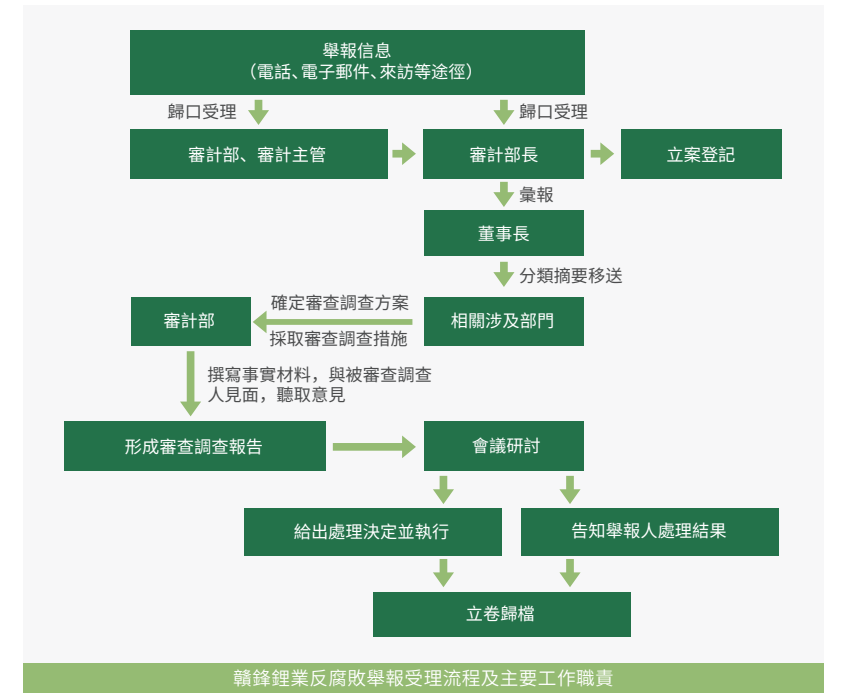 舉報信息
（電話、電子郵件、來訪等途徑）
歸口受理
歸口受理
審計部、審計主管
審計部長
立案登記
彙報
董事長
分類摘要移送
相關涉及部門
確定審查調查方案
採取審查調查措施
審計部
撰寫事實材料，與被審查調查
人見面，聽取意見
形成審查調查報告
會議研討
給出處理決定並執行
告知舉報人處理結果
立卷歸檔
贛鋒鋰業反腐敗舉報受理流程及主要工作職責